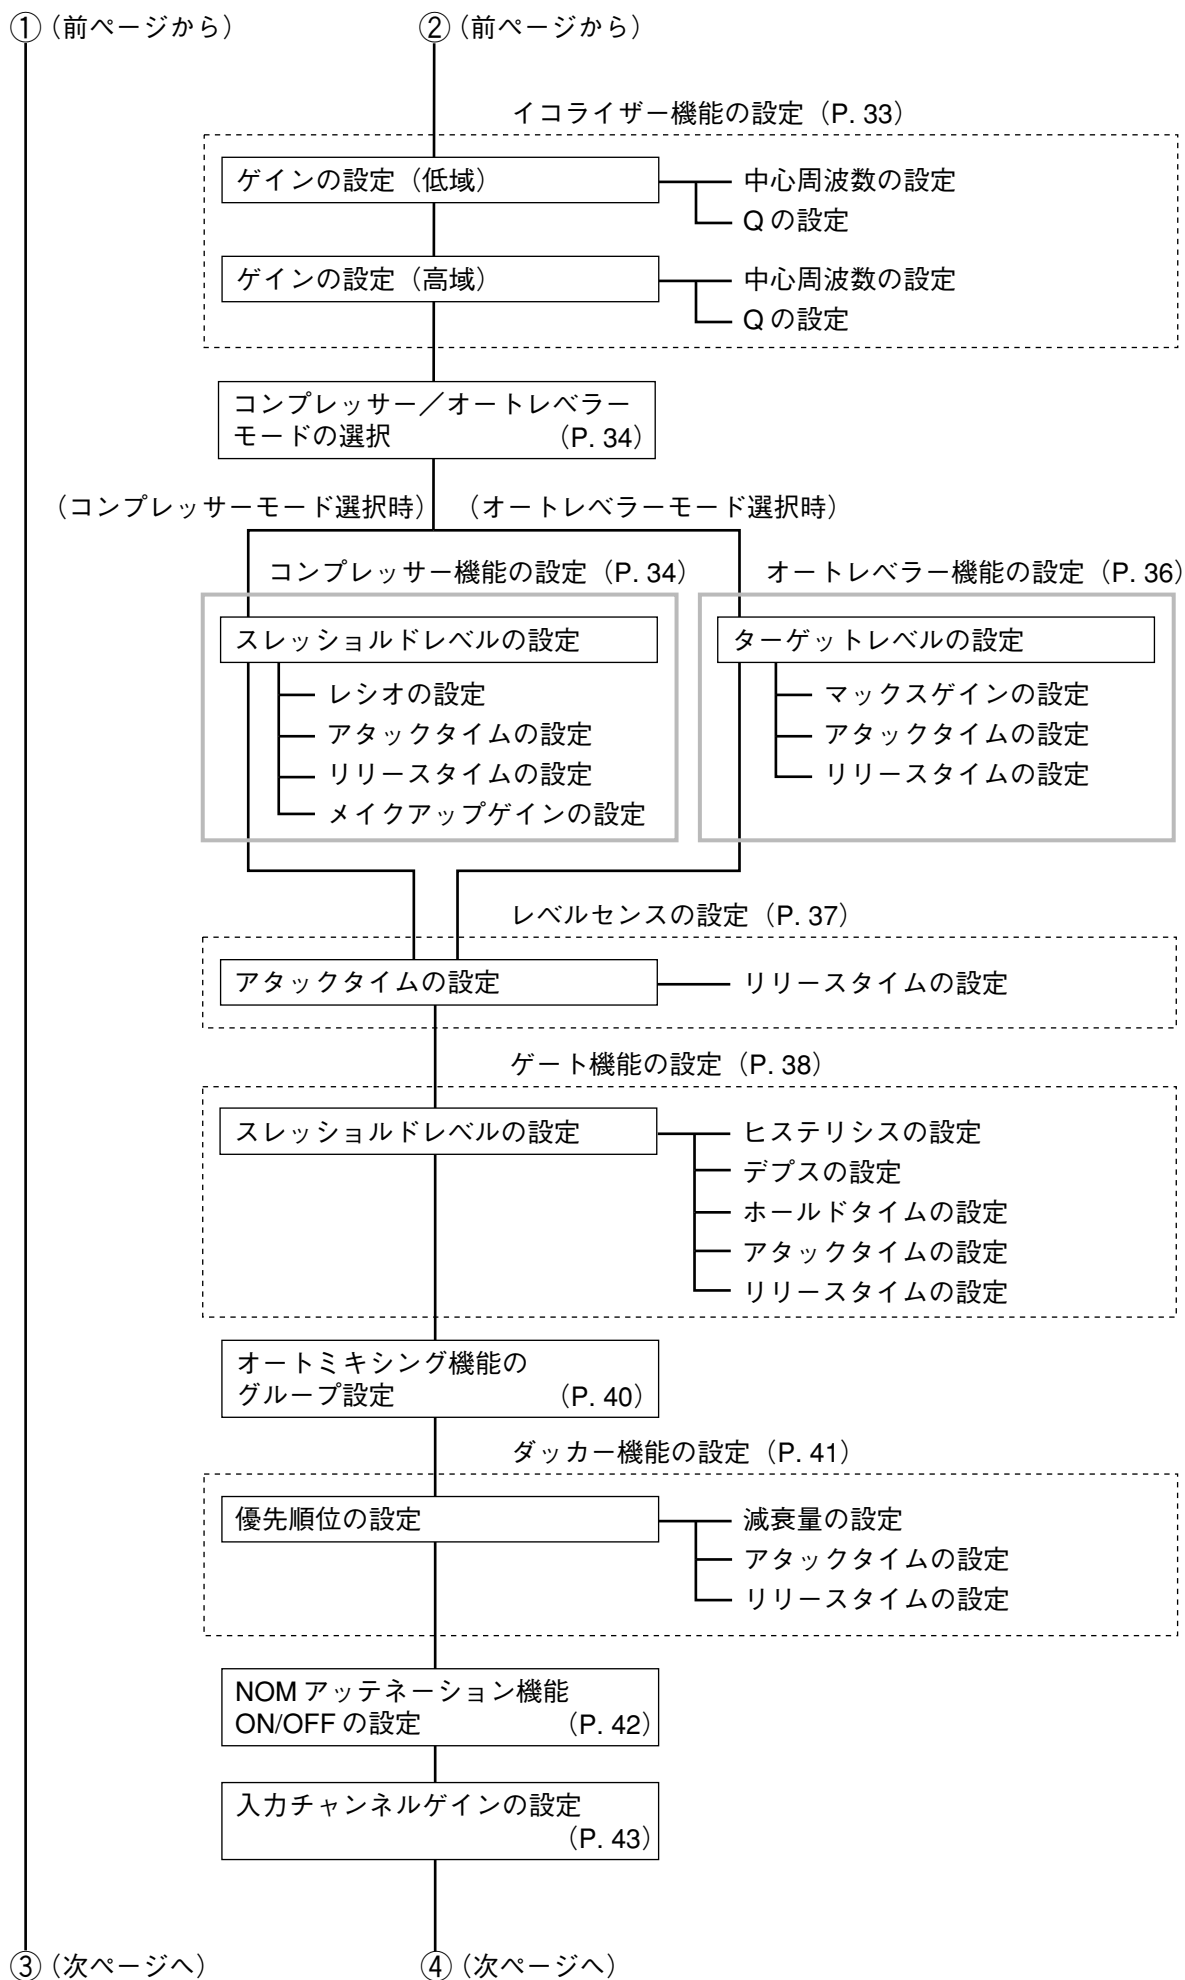 ① (前ページから)
② (前ページから)
イコライザー機能の設定（P. 33）
ゲインの設定（低域）
中心周波数の設定
Q の設定
ゲインの設定（高域）
中心周波数の設定
Q の設定
コンプレッサー／オートレベラー
モードの選択 （P. 34）
（コンプレッサーモード選択時）
（オートレベラーモード選択時）
コンプレッサー機能の設定（P. 34）
スレッショルドレベルの設定
レシオの設定
アタックタイムの設定
リリースタイムの設定
メイクアップゲインの設定
オートレベラー機能の設定（P. 36）
ターゲットレベルの設定
マックスゲインの設定
アタックタイムの設定
リリースタイムの設定
レベルセンスの設定（P. 37）
アタックタイムの設定
リリースタイムの設定
ゲート機能の設定（P. 38）
スレッショルドレベルの設定
ヒステリシスの設定
デプスの設定
ホールドタイムの設定
アタックタイムの設定
リリースタイムの設定
オートミキシング機能の
グループ設定 （P. 40）
ダッカー機能の設定（P. 41）
優先順位の設定
減衰量の設定
アタックタイムの設定
リリースタイムの設定
NOM アッテネーション機能
ON/OFF の設定 （P. 42）
入力チャンネルゲインの設定
（P. 43）
③ (次ページへ)
④ (次ページへ)